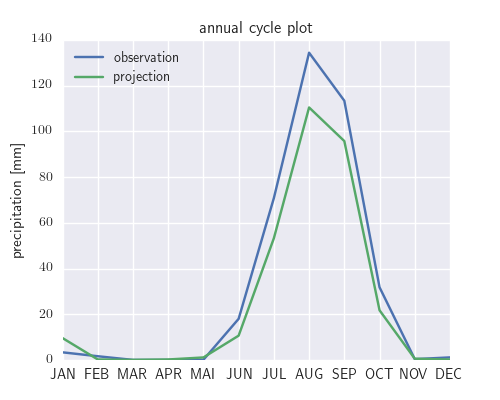 annual cycle plot
observation
projection
precipitation [mm]
140
120
100
80
60
40
20
0
JAN FEB MAR APR MAI JUN JUL AUG SEP OCT NOV DEC